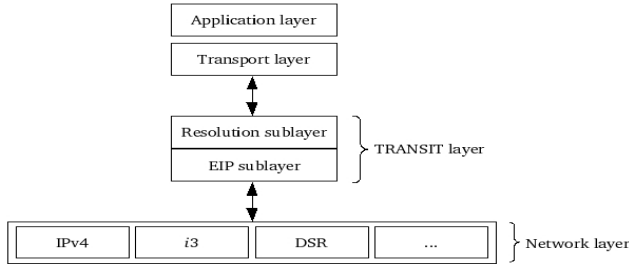 Application layer
Transport layer
Resolution sublayer
EIP sublayer
TRANSIT layer
IPv4 i3 DSR ...
Network layer